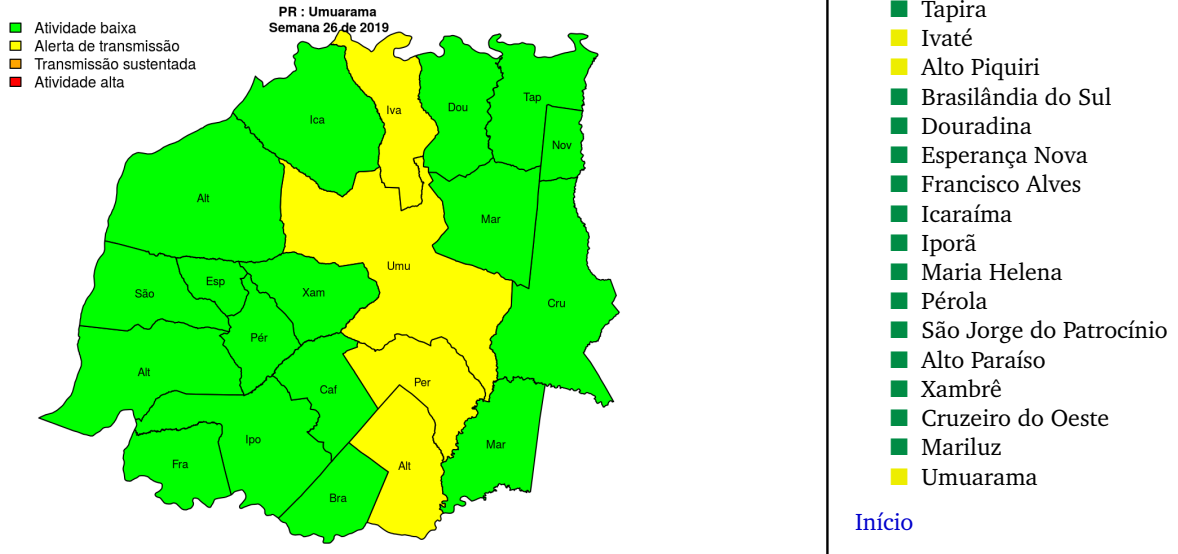 PR : Umuarama
Semana 26 de 2019
Atividade baixa
Alerta de transmissão
Transmissão sustentada
Atividade alta
Ica
Iva
Dou
Tap
Nov
Alt
Mar
Umu
São
Esp
Xam
Cru
Pér
Alt
Caf
Per
Ipo
Mar
Fra
Alt
Bra
Tapira
Ivaté
Alto Piquiri
Brasilândia do Sul
Douradina
Esperança Nova
Francisco Alves
Icaraíma
Iporã
Maria Helena
Pérola
São Jorge do Patrocínio
Alto Paraíso
Xambrê
Cruzeiro do Oeste
Mariluz
Umuarama
Início